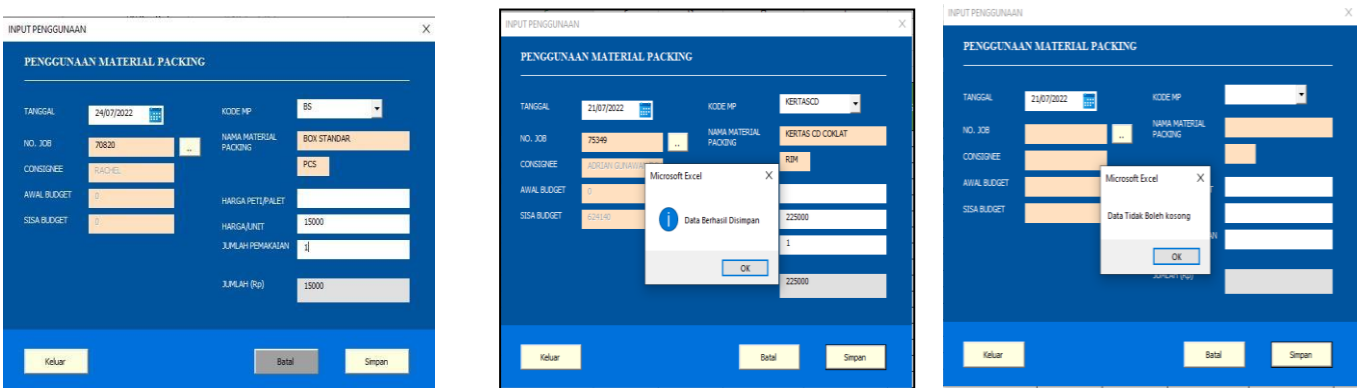 INPUT PENGGUNAAN X
PENGGUNAAN MATERIAL PACKING
TANGGAL 24/07/2022 KODE MP BS
NO. JOB 70820 .. NAMA MATERIAL PACKING BOX STANDAR
CONSIGNEE RACHEL PCS
AWAL BUDGET 0 HARGA PETI/PALET
SISA BUDGET 0 HARGA/UNIT 15000
JUMLAH PEMAKAIAN 1
JUMLAH (Rp) 15000
Keluar Batal Simpan
INPUT PENGGUNAAN X
PENGGUNAAN MATERIAL PACKING
TANGGAL 21/07/2022 KODE MP KERTASCD
NO. JOB 75349 .. NAMA MATERIAL PACKING KERTAS CD COKLAT
CONSIGNEE ADRIAN GUNAWAN RIM
AWAL BUDGET 0
SISA BUDGET 624140 225000
1
225000
Microsoft Excel X
Data Berhasil Disimpan
OK
Keluar Batal Simpan
INPUT PENGGUNAAN X
PENGGUNAAN MATERIAL PACKING
TANGGAL 21/07/2022 KODE MP
NO. JOB .. NAMA MATERIAL PACKING
CONSIGNEE
AWAL BUDGET
SISA BUDGET
Microsoft Excel X
Data Tidak Boleh kosong
OK
JUMLAH (Rp)
Keluar Batal Simpan